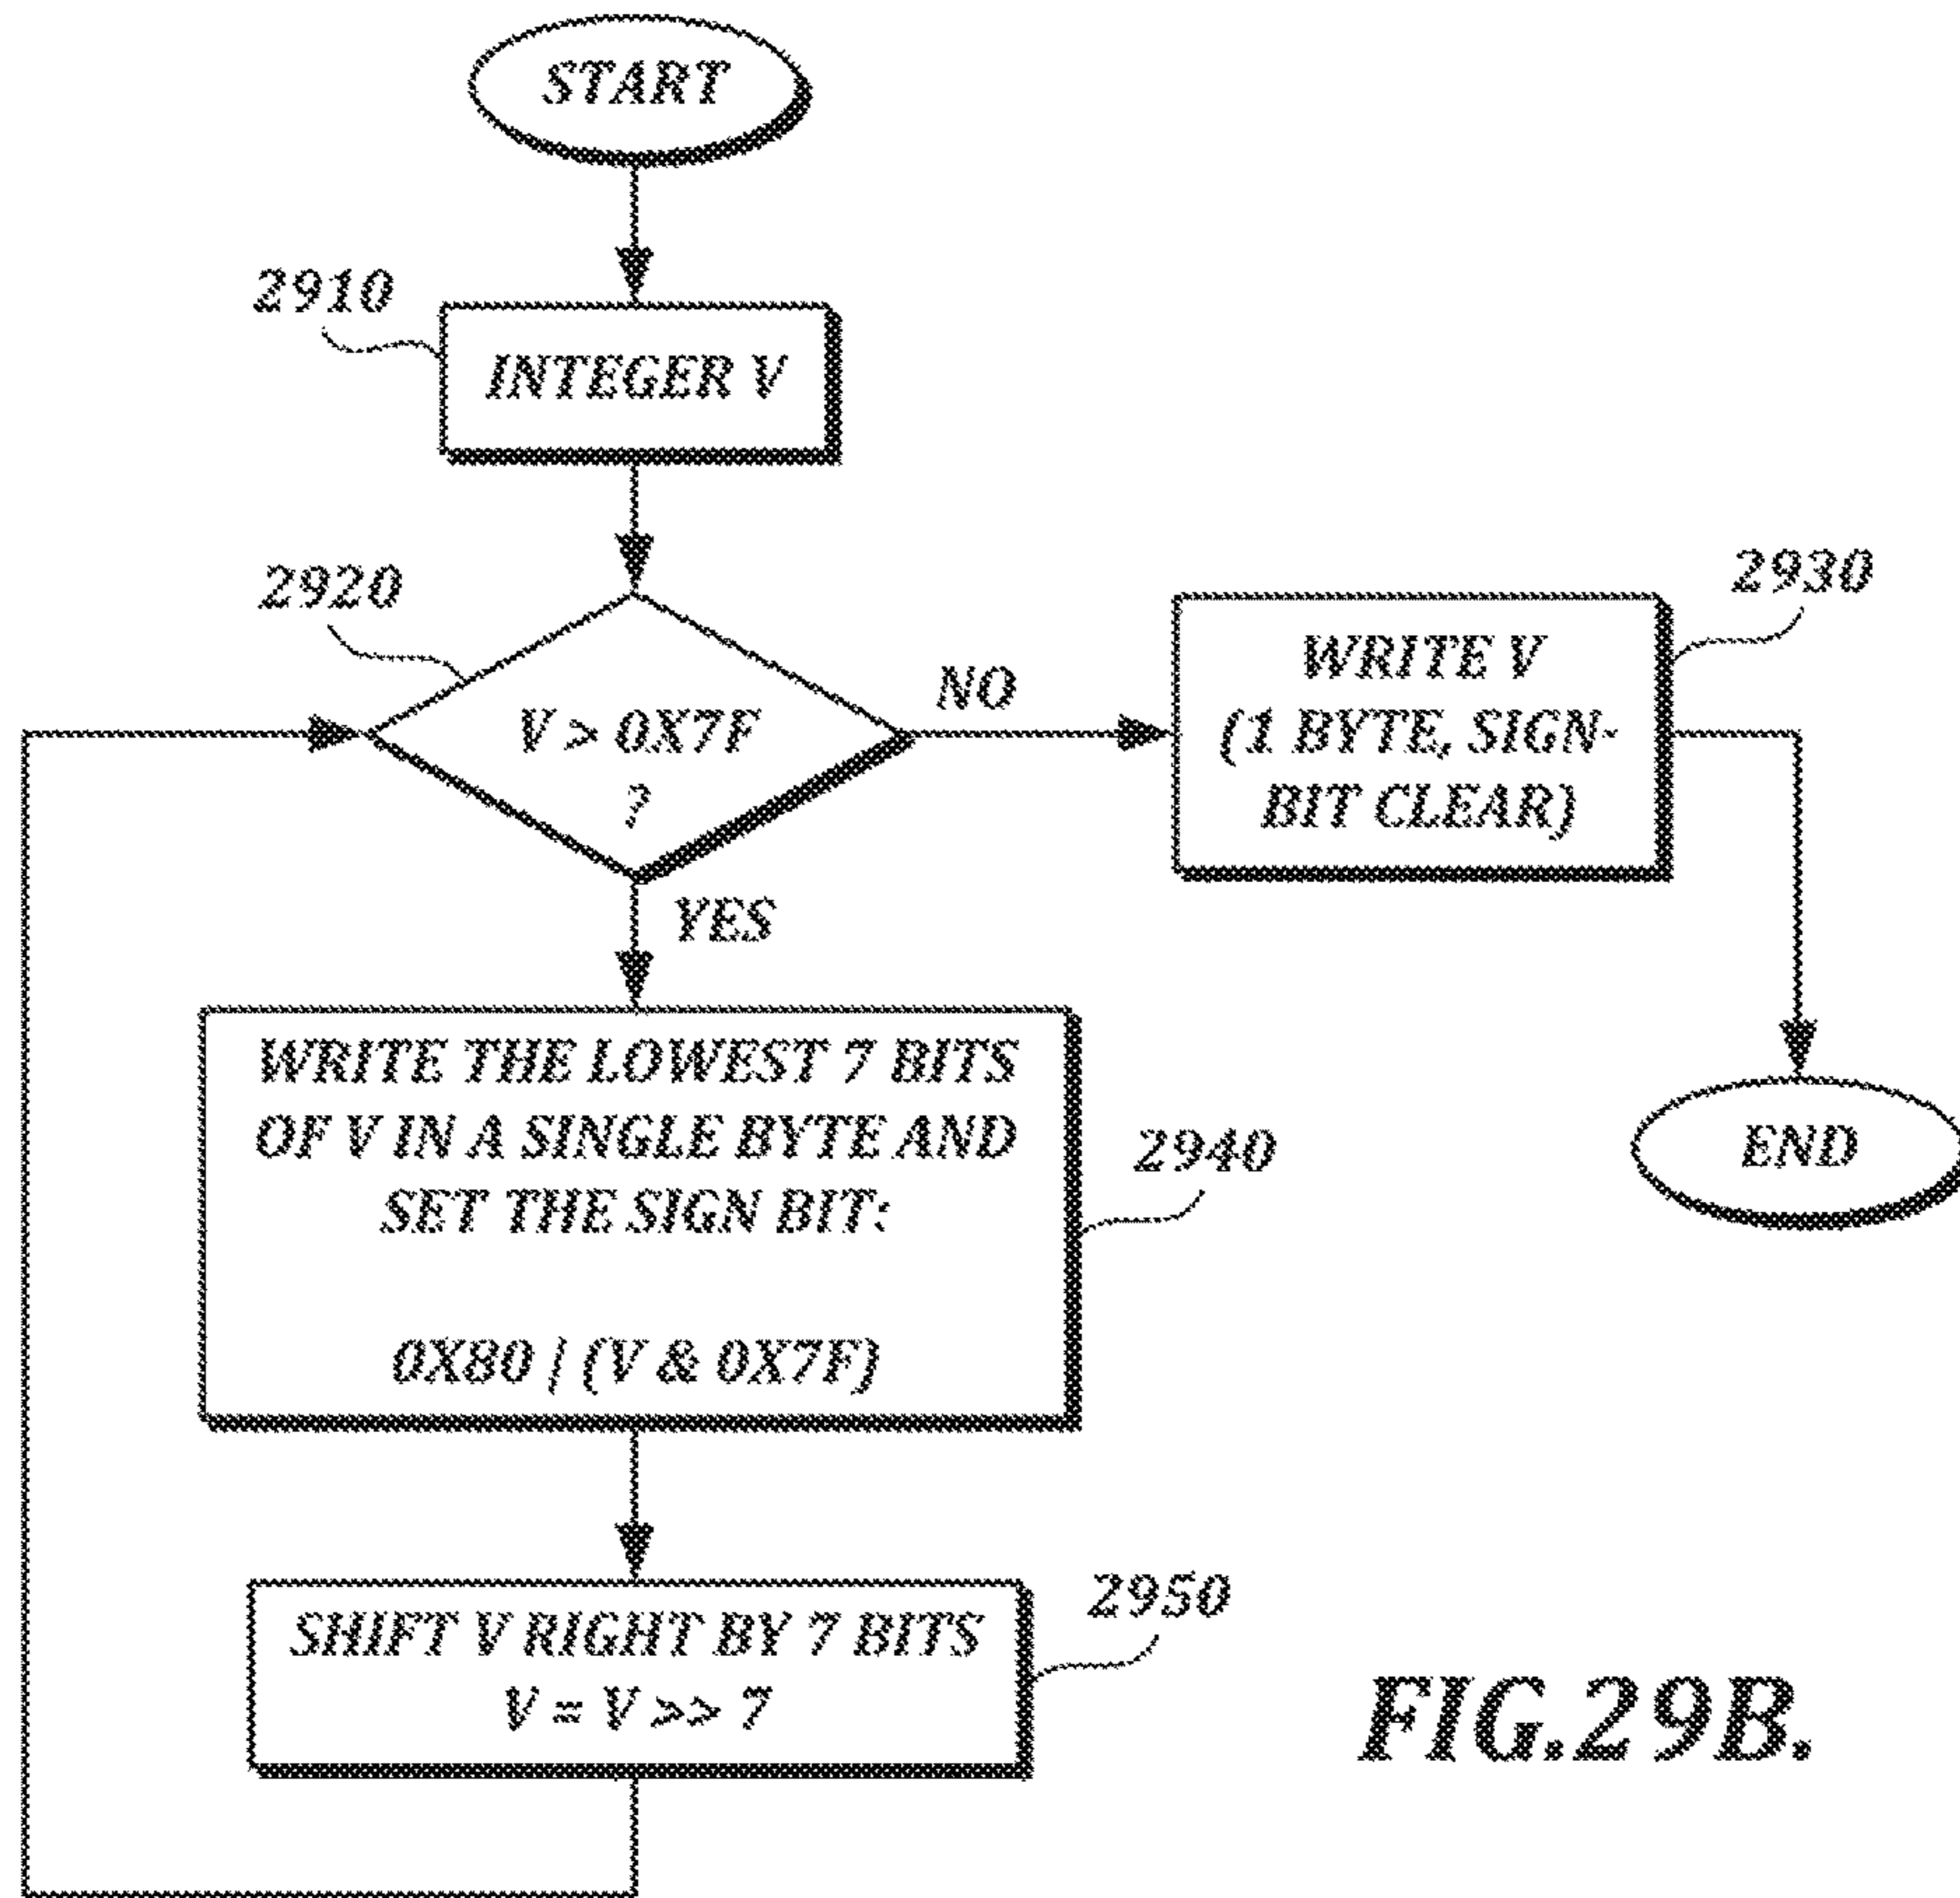 START
2910
INTEGER V
2920
V > 0X7F
?
NO
2930
WRITE V
(1 BYTE, SIGN-
BIT CLEAR)
YES
WRITE THE LOWEST 7 BITS
OF V IN A SINGLE BYTE AND
SET THE SIGN BIT:
0X80 | (V & 0X7F)
2940
END
SHIFT V RIGHT BY 7 BITS
V = V >> 7
2950
FIG.29B.